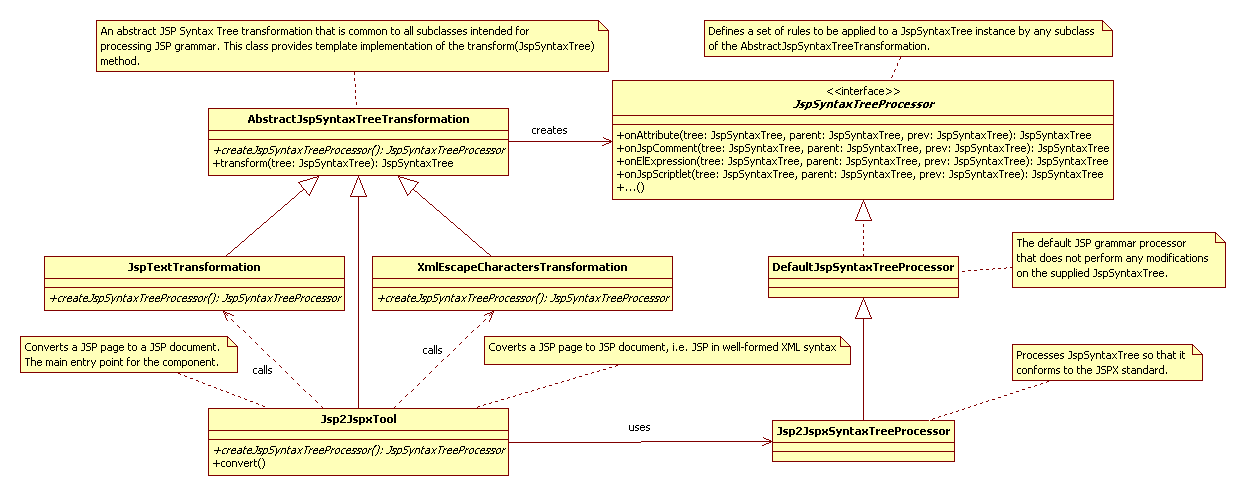 An abstract JSP Syntax Tree transformation that is common to all subclasses intended for
processing JSP grammar. This class provides template implementation of the transform(JspSyntaxTree)
method.
Defines a set of rules to be applied to a JspSyntaxTree instance by any subclass
of the AbstractJspSyntaxTreeTransformation.
AbstractJspSyntaxTreeTransformation
+createJspSyntaxTreeProcessor(): JspSyntaxTreeProcessor
+transform(tree: JspSyntaxTree): JspSyntaxTree
creates
<<interface>>
JspSyntaxTreeProcessor
+onAttribute(tree: JspSyntaxTree, parent: JspSyntaxTree, prev: JspSyntaxTree): JspSyntaxTree
+onJspComment(tree: JspSyntaxTree, parent: JspSyntaxTree, prev: JspSyntaxTree): JspSyntaxTree
+onElExpression(tree: JspSyntaxTree, parent: JspSyntaxTree, prev: JspSyntaxTree): JspSyntaxTree
+onJspScriptlet(tree: JspSyntaxTree, parent: JspSyntaxTree, prev: JspSyntaxTree): JspSyntaxTree
+...()
JspTextTransformation
+createJspSyntaxTreeProcessor(): JspSyntaxTreeProcessor
XmlEscapeCharactersTransformation
+createJspSyntaxTreeProcessor(): JspSyntaxTreeProcessor
DefaultJspSyntaxTreeProcessor
The default JSP grammar processor
that does not perform any modifications
on the supplied JspSyntaxTree.
Converts a JSP page to a JSP document.
The main entry point for the component.
calls
calls
Coverts a JSP page to JSP document, i.e. JSP in well-formed XML syntax
Processes JspSyntaxTree so that it
conforms to the JSPX standard.
Jsp2JspxTool
+createJspSyntaxTreeProcessor(): JspSyntaxTreeProcessor
+convert()
uses
Jsp2JspxSyntaxTreeProcessor